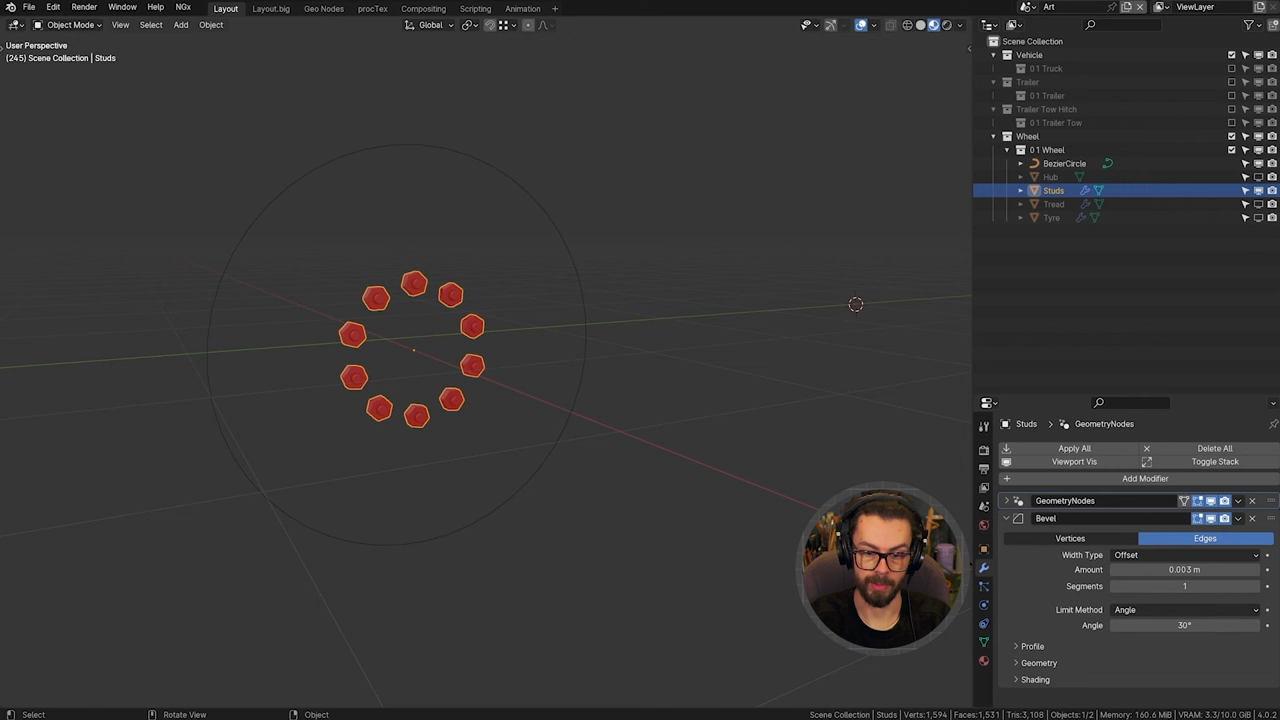 File Edit Render Window Help NGx Layout Layout.big Geo Nodes procTex Compositing Scripting Animation Art ViewLayer
Object Mode View Select Add Object Global
User Perspective
(245) Scene Collection | Studs
Scene Collection
Vehicle
01 Truck
Trailer
01 Trailer
Trailer Tow Hitch
01 Trailer Tow
Wheel
01 Wheel
BezierCircle
Hub
Studs
Tread
Tyre
Studs > GeometryNodes
Apply All Delete All
Viewport Vis Toggle Stack
Add Modifier
GeometryNodes
Bevel
Vertices Edges
Width Type Offset
Amount 0.003 m
Segments 1
Limit Method Angle
Angle 30°
Profile
Geometry
Shading
Select Rotate View Object Scene Collection | Studs | Verts:1,594 | Faces:1,531 | Tris:3,108 | Objects:1/2 | Memory: 160.6 MiB | VRAM: 3.3/10.0 GiB | 4.0.2